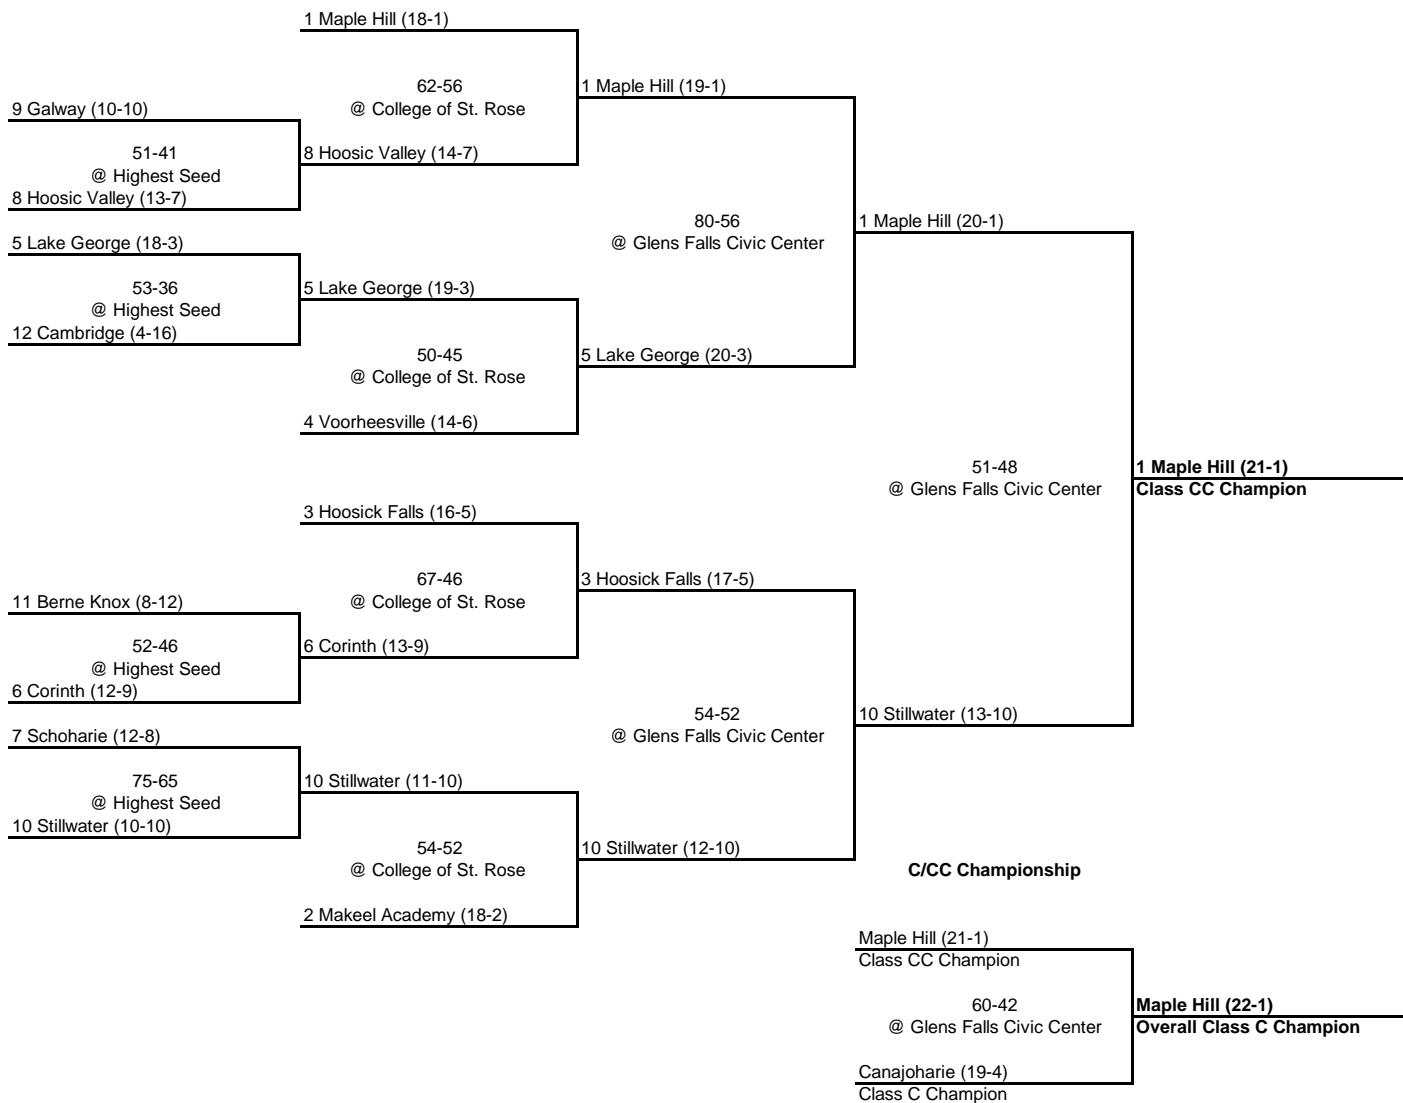 1 Maple Hill (18-1)
62-56
@ College of St. Rose
1 Maple Hill (19-1)
9 Galway (10-10)
51-41
@ Highest Seed
8 Hoosic Valley (14-7)
8 Hoosic Valley (13-7)
80-56
@ Glens Falls Civic Center
1 Maple Hill (20-1)
5 Lake George (18-3)
53-36
@ Highest Seed
5 Lake George (19-3)
12 Cambridge (4-16)
50-45
@ College of St. Rose
5 Lake George (20-3)
4 Voorheesville (14-6)
51-48
@ Glens Falls Civic Center
1 Maple Hill (21-1)
Class CC Champion
3 Hoosick Falls (16-5)
67-46
@ College of St. Rose
3 Hoosick Falls (17-5)
11 Berne Knox (8-12)
52-46
@ Highest Seed
6 Corinth (13-9)
6 Corinth (12-9)
54-52
@ Glens Falls Civic Center
10 Stillwater (13-10)
7 Schoharie (12-8)
75-65
@ Highest Seed
10 Stillwater (11-10)
10 Stillwater (10-10)
54-52
@ College of St. Rose
10 Stillwater (12-10)
2 Makeel Academy (18-2)
C/CC Championship
Maple Hill (21-1)
Class CC Champion
60-42
@ Glens Falls Civic Center
Maple Hill (22-1)
Overall Class C Champion
Canajoharie (19-4)
Class C Champion